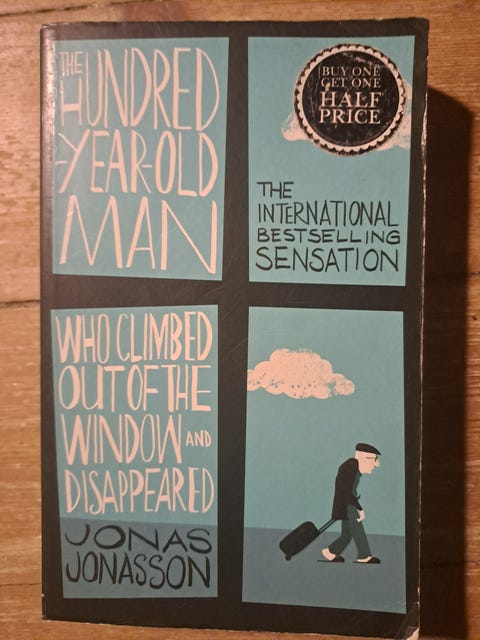 THE
HUNDRED
-YEAR-OLD
MAN
WHO CLIMBED
OUT OF THE
WINDOW AND
DISAPPEARED
JONAS
JONASSON
BUY ONE
GET ONE
HALF
PRICE
THE
INTERNATIONAL
BESTSELLING
SENSATION